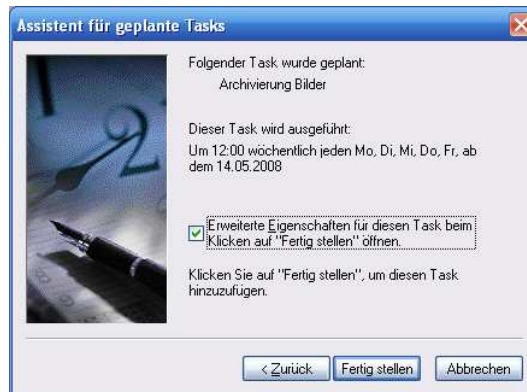 Assistent für geplante Tasks
Folgender Task wurde geplant:
Archivierung Bilder
Dieser Task wird ausgeführt:
Um 12:00 wöchentlich jeden Mo, Di, Mi, Do, Fr, ab
dem 14.05.2008
Erweiterte Eigenschaften für diesen Task beim
Klicken auf "Fertig stellen" öffnen.
Klicken Sie auf "Fertig stellen", um diesen Task
hinzuzufügen.
< Zurück
Fertig stellen
Abbrechen